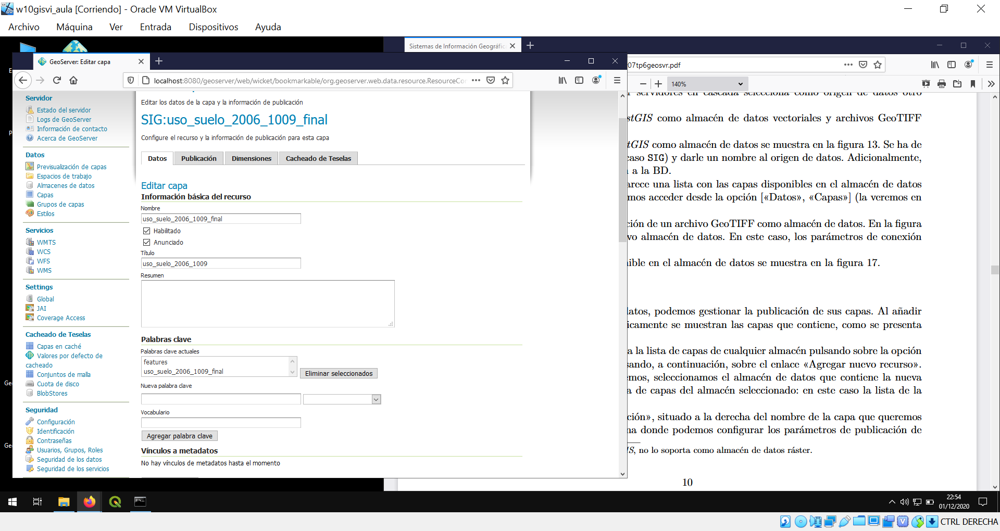 w10gisvi_aula [Corriendo] - Oracle VM VirtualBox
Archivo Máquina Ver Entrada Dispositivos Ayuda
Sistemas de Información Geográfic
GeoServer: Editar capa
07tp6geosvr.pdf
localhost:8080/geoserver/web/wicket/bookmarkable/org.geoserver.web.data.resource.ResourceCo
140%
Servidor
Estado del servidor
Logs de GeoServer
Información de contacto
Acerca de GeoServer
Datos
Previsualización de capas
Espacios de trabajo
Almacenes de datos
Capas
Grupos de capas
Estilos
Servicios
WMTS
WCS
WFS
WMS
Settings
Global
JAI
Coverage Access
Cacheado de Teselas
Capas en caché
Valores por defecto de
cacheado
Conjuntos de malla
Cuota de disco
BlobStores
Seguridad
Configuración
Identificación
Contraseñas
Usuarios, Grupos, Roles
Seguridad de los datos
Seguridad de los servicios
Editar los datos de la capa y la información de publicación
SIG:uso_suelo_2006_1009_final
Configure el recurso y la información de publicación para esta capa
Datos Publicación Dimensiones Cacheado de Teselas
Editar capa
Información básica del recurso
Nombre
uso_suelo_2006_1009_final
Habilitado
Anunciado
Título
uso_suelo_2006_1009
Resumen
Palabras clave
Palabras clave actuales
features
uso_suelo_2006_1009_final
Eliminar seleccionados
Nueva palabra clave
Vocabulario
Agregar palabra clave
Vínculos a metadatos
No hay vínculos de metadatos hasta el momento
servidores en cascada selecciona como origen de datos otro
stGIS como almacén de datos vectoriales y archivos GeoTIFF
tGIS como almacén de datos se muestra en la figura 13. Se ha de
caso SIG) y darle un nombre al origen de datos. Adicionalmente,
a la BD.
arece una lista con las capas disponibles en el almacén de datos
mos acceder desde la opción [«Datos», «Capas»] (la veremos en
ción de un archivo GeoTIFF como almacén de datos. En la figura
vo almacén de datos. En este caso, los parámetros de conexión
nible en el almacén de datos se muestra en la figura 17.
latos, podemos gestionar la publicación de sus capas. Al añadir
icamente se muestran las capas que contiene, como se presenta
a la lista de capas de cualquier almacén pulsando sobre la opción
sando, a continuación, sobre el enlace «Agregar nuevo recurso».
emos, seleccionamos el almacén de datos que contiene la nueva
a de capas del almacén seleccionado: en este caso la lista de la
ción», situado a la derecha del nombre de la capa que queremos
na donde podemos configurar los parámetros de publicación de
IS, no lo soporta como almacén de datos ráster.
10
22:54
01/12/2020
CTRL DERECHA